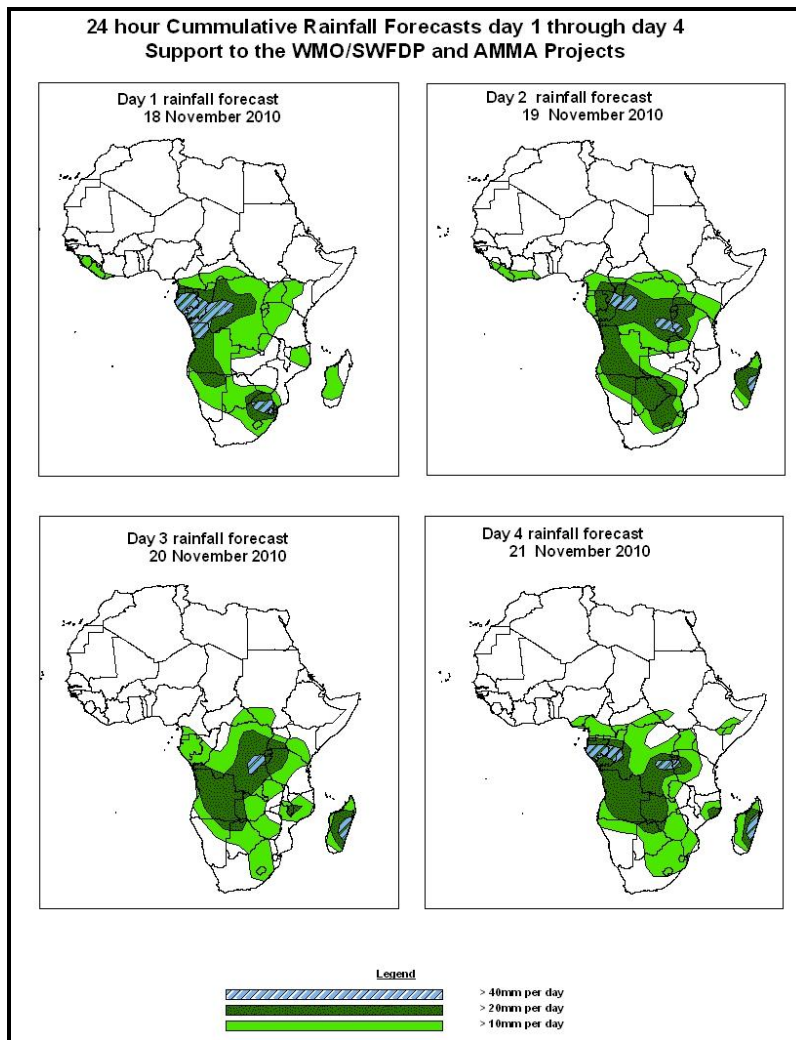 24 hour Cummulative Rainfall Forecasts day 1 through day 4
Support to the WMO/SWFDP and AMMA Projects
Day 1 rainfall forecast
18 November 2010
Day 2 rainfall forecast
19 November 2010
Day 3 rainfall forecast
20 November 2010
Day 4 rainfall forecast
21 November 2010
Legend
> 40mm per day
> 20mm per day
> 10mm per day